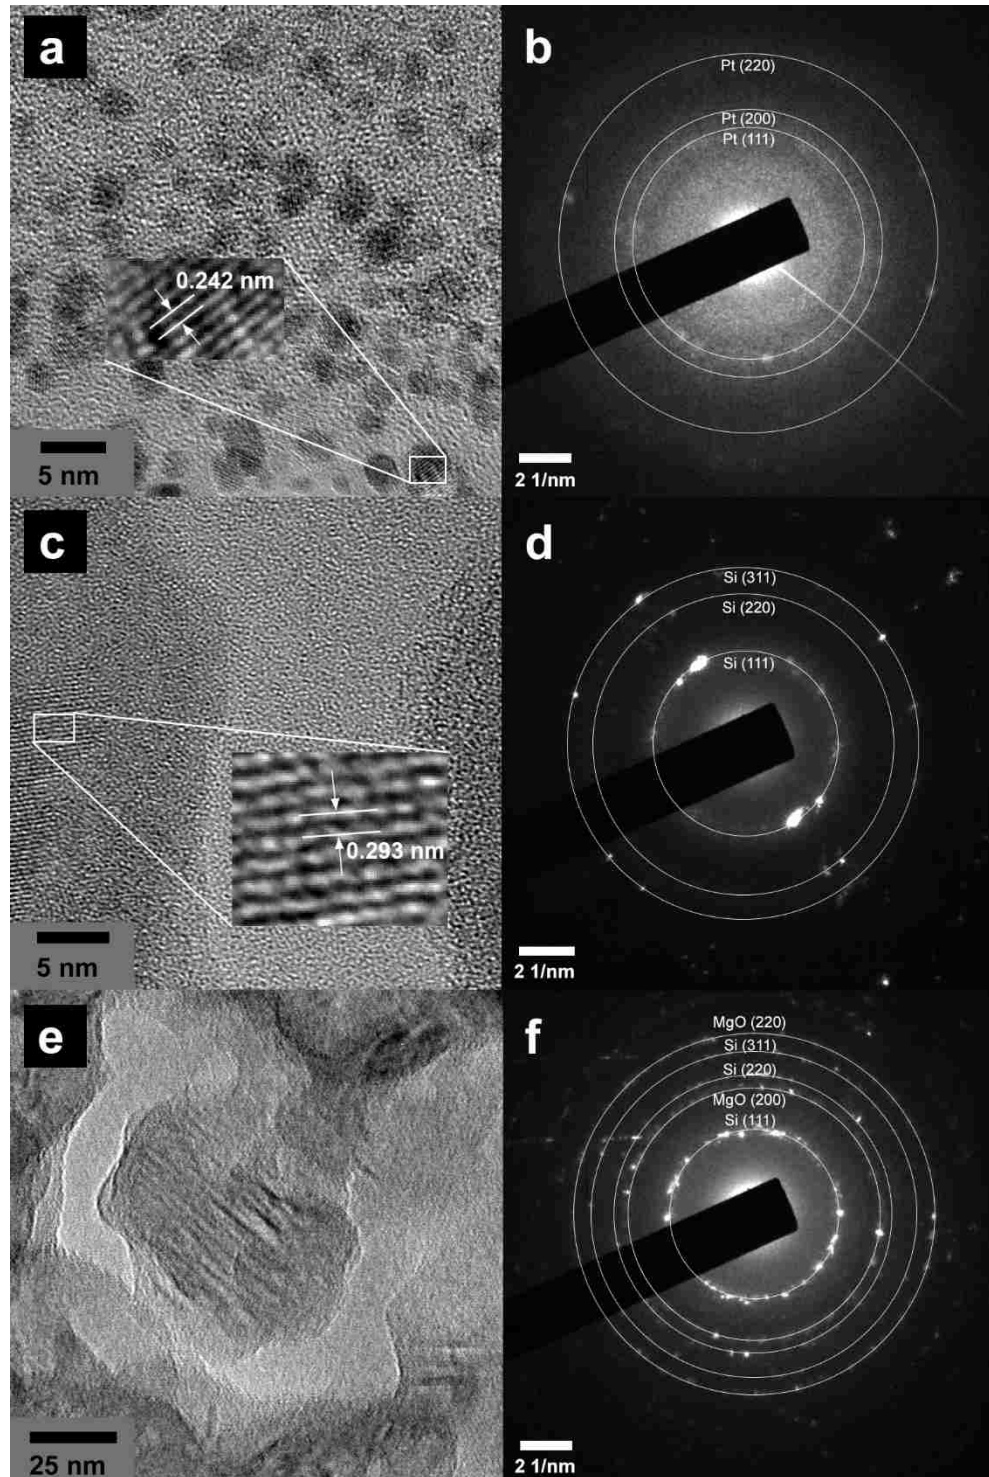 a
0.242 nm
5 nm
b
Pt (220)
Pt (200)
Pt (111)
2 1/nm
c
0.293 nm
5 nm
d
Si (311)
Si (220)
Si (111)
2 1/nm
e
25 nm
f
MgO (220)
Si (311)
Si (220)
MgO (200)
Si (111)
2 1/nm